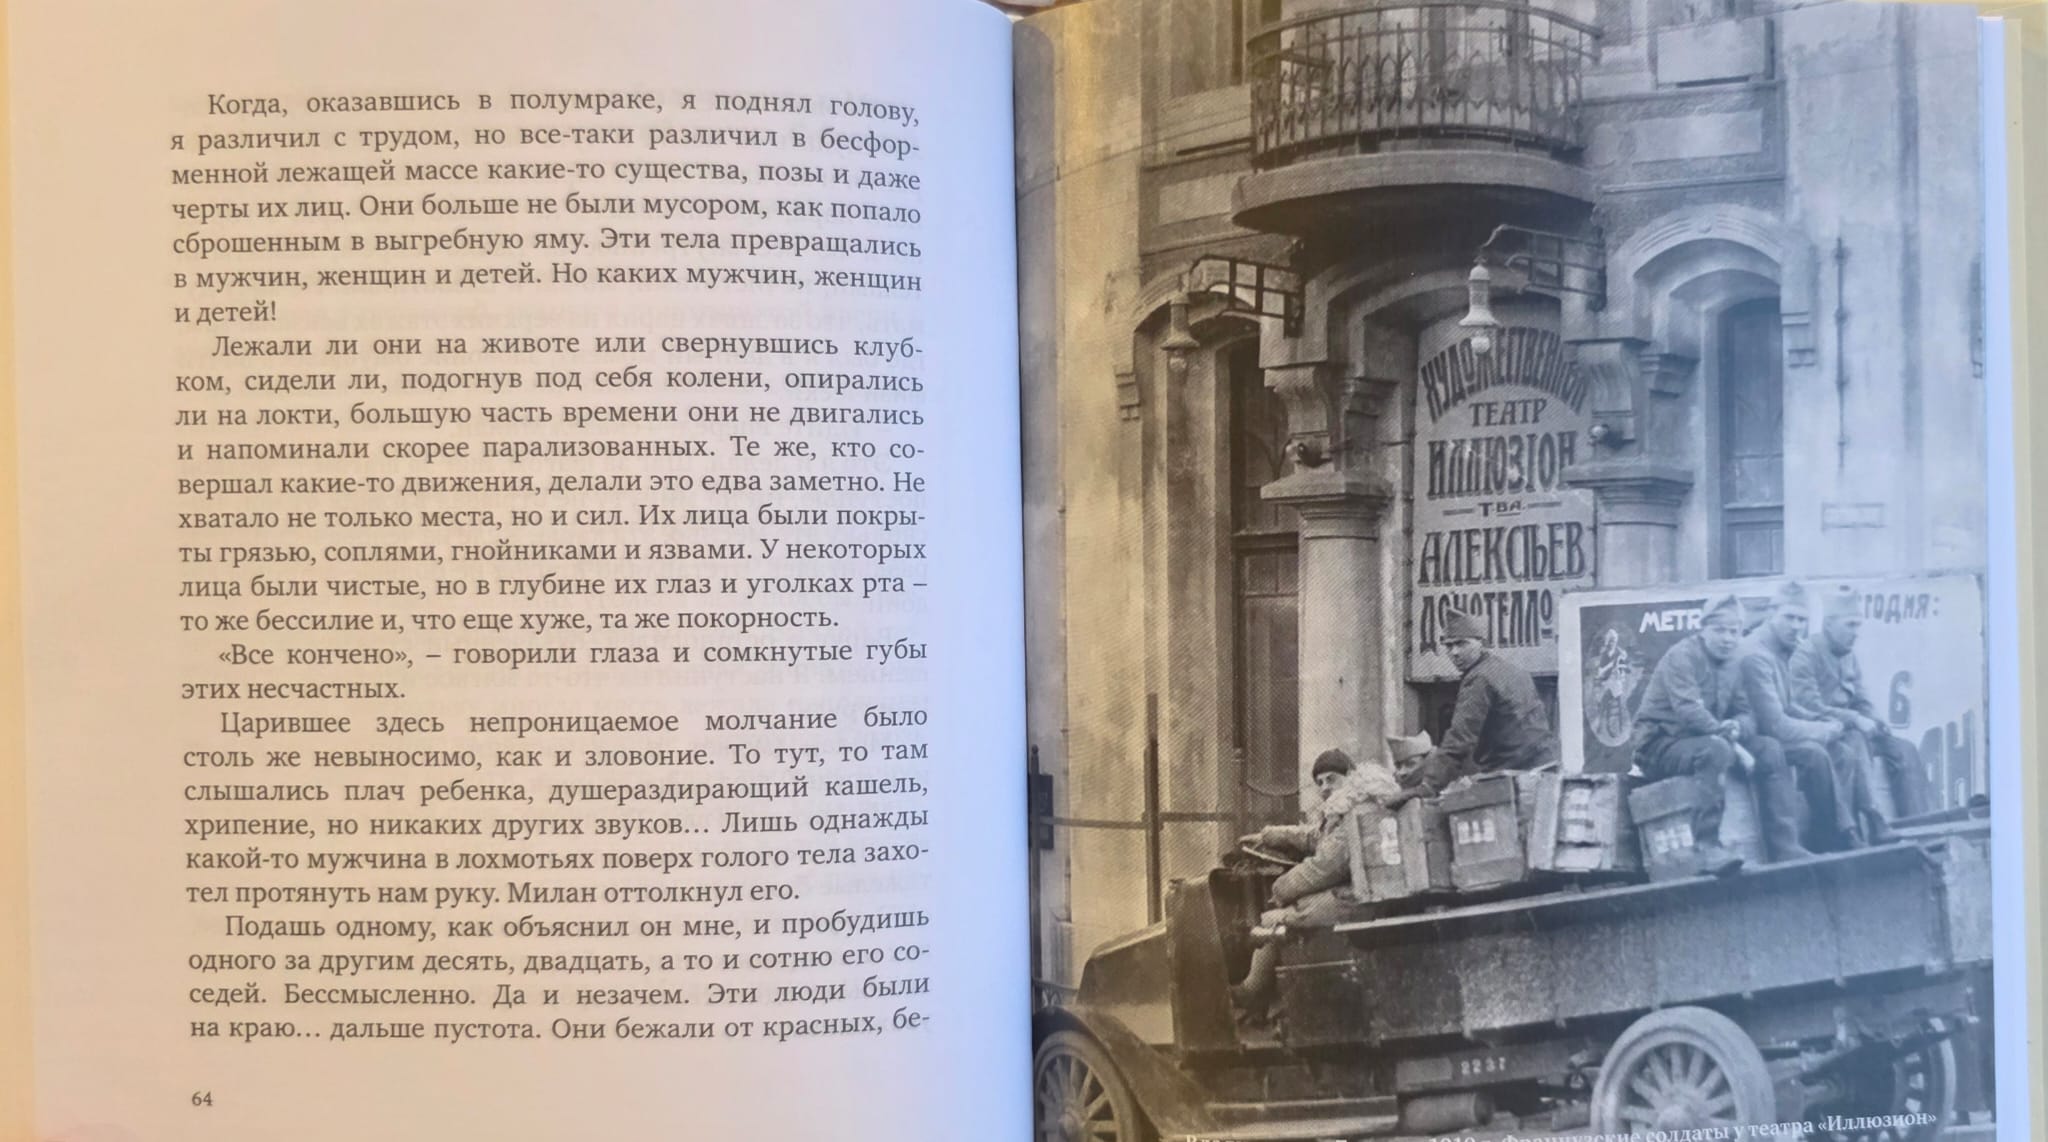 Когда, оказавшись в полумраке, я поднял голову,
я различил с трудом, но все-таки различил в бесфор-
менной лежащей массе какие-то существа, позы и даже
черты их лиц. Они больше не были мусором, как попало
сброшенным в выгребную яму. Эти тела превращались
в мужчин, женщин и детей. Но каких мужчин, женщин
и детей!
Лежали ли они на животе или свернувшись клуб-
ком, сидели ли, подогнув под себя колени, опирались
ли на локти, большую часть времени они не двигались
и напоминали скорее парализованных. Те же, кто со-
вершал какие-то движения, делали это едва заметно. Не
хватало не только места, но и сил. Их лица были покры-
ты грязью, соплями, гнойниками и язвами. У некоторых
лица были чистые, но в глубине их глаз и уголках рта –
то же бессилие и, что еще хуже, та же покорность.
«Все кончено», – говорили глаза и сомкнутые губы
этих несчастных.
Царившее здесь непроницаемое молчание было
столь же невыносимо, как и зловоние. То тут, то там
слышались плач ребенка, душераздирающий кашель,
хрипение, но никаких других звуков... Лишь однажды
какой-то мужчина в лохмотьях поверх голого тела захо-
тел протянуть нам руку. Милан оттолкнул его.
Подашь одному, как объяснил он мне, и пробудишь
одного за другим десять, двадцать, а то и сотню его со-
седей. Бессмысленно. Да и незачем. Эти люди были
на краю... дальше пустота. Они бежали от красных, бе-
64
ХУДОЖЕСТВЕННЫЙ
ТЕАТР
ИЛЛЮЗIОН
Т-ВА
АЛЕКСѢЕВ
ДОНОТЕЛЛО
METR
6
2237
1919 г. Французские солдаты у театра «Иллюзион»